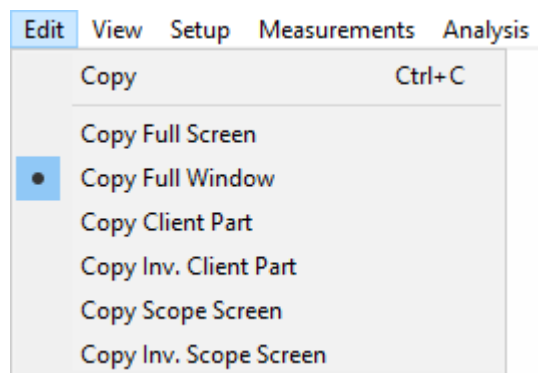 Edit View Setup Measurements Analysis
Copy Ctrl+C
Copy Full Screen
Copy Full Window
Copy Client Part
Copy Inv. Client Part
Copy Scope Screen
Copy Inv. Scope Screen